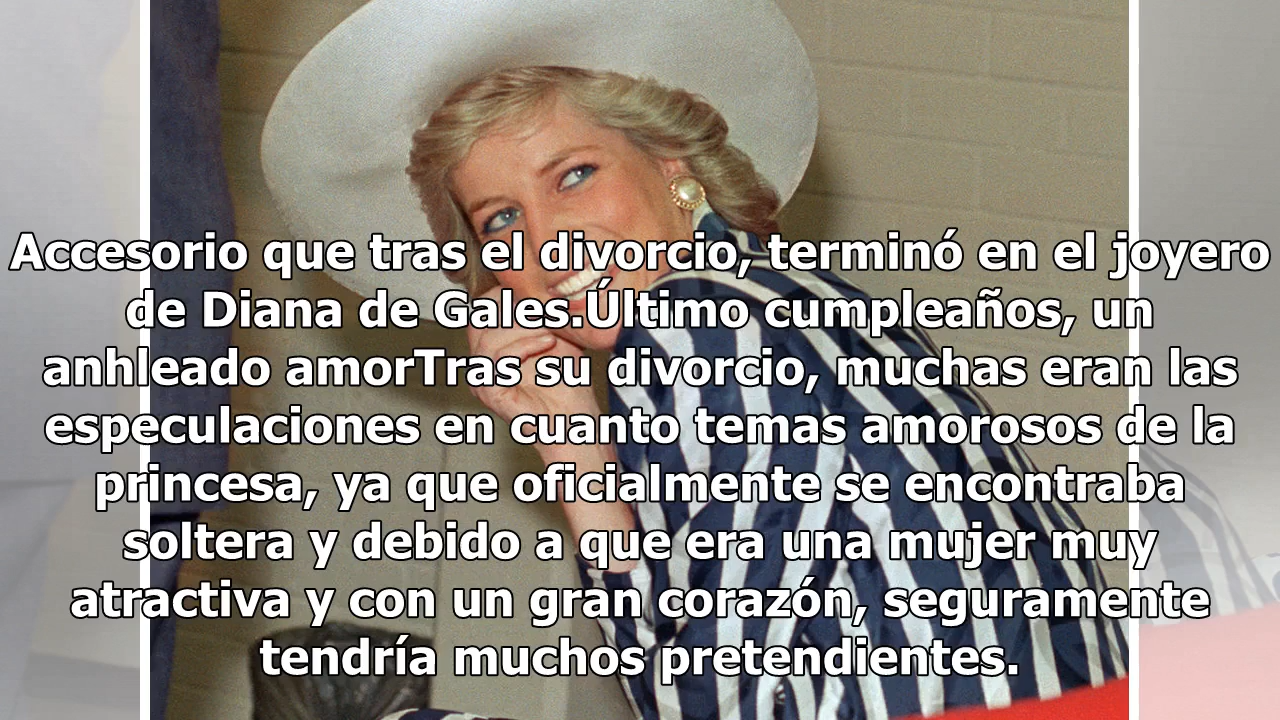 Accesorio que tras el divorcio, terminó en el joyero
de Diana de Gales.Último cumpleaños, un
anhleado amorTras su divorcio, muchas eran las
especulaciones en cuanto temas amorosos de la
princesa, ya que oficialmente se encontraba
soltera y debido a que era una mujer muy
atractiva y con un gran corazón, seguramente
tendría muchos pretendientes.